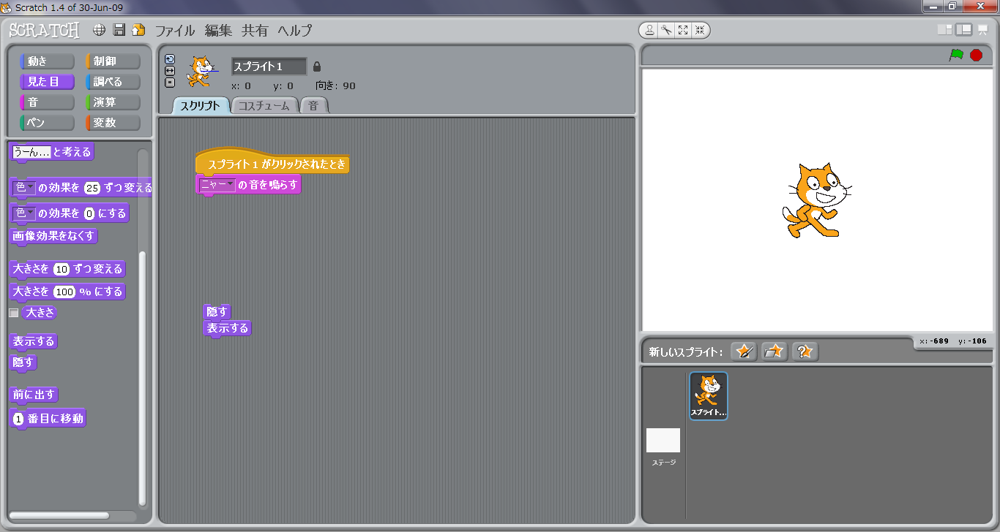 Scratch 1.4 of 30-Jun-09
SCRATCH ファイル 編集 共有 ヘルプ
動き 制御
見た目 調べる
音 演算
ペン 変数
うーん... と考える
色 の効果を 25 ずつ変える
色 の効果を 0 にする
画像効果をなくす
大きさを 10 ずつ変える
大きさを 100 % にする
大きさ
表示する
隠す
前に出す
1 番目に移動
スプライト1
x: 0 y: 0 向き: 90
スクリプト コスチューム 音
スプライト1 がクリックされたとき
ニャー の音を鳴らす
隠す
表示する
x: -689 y: -106
新しいスプライト:
スプライト...
ステージ